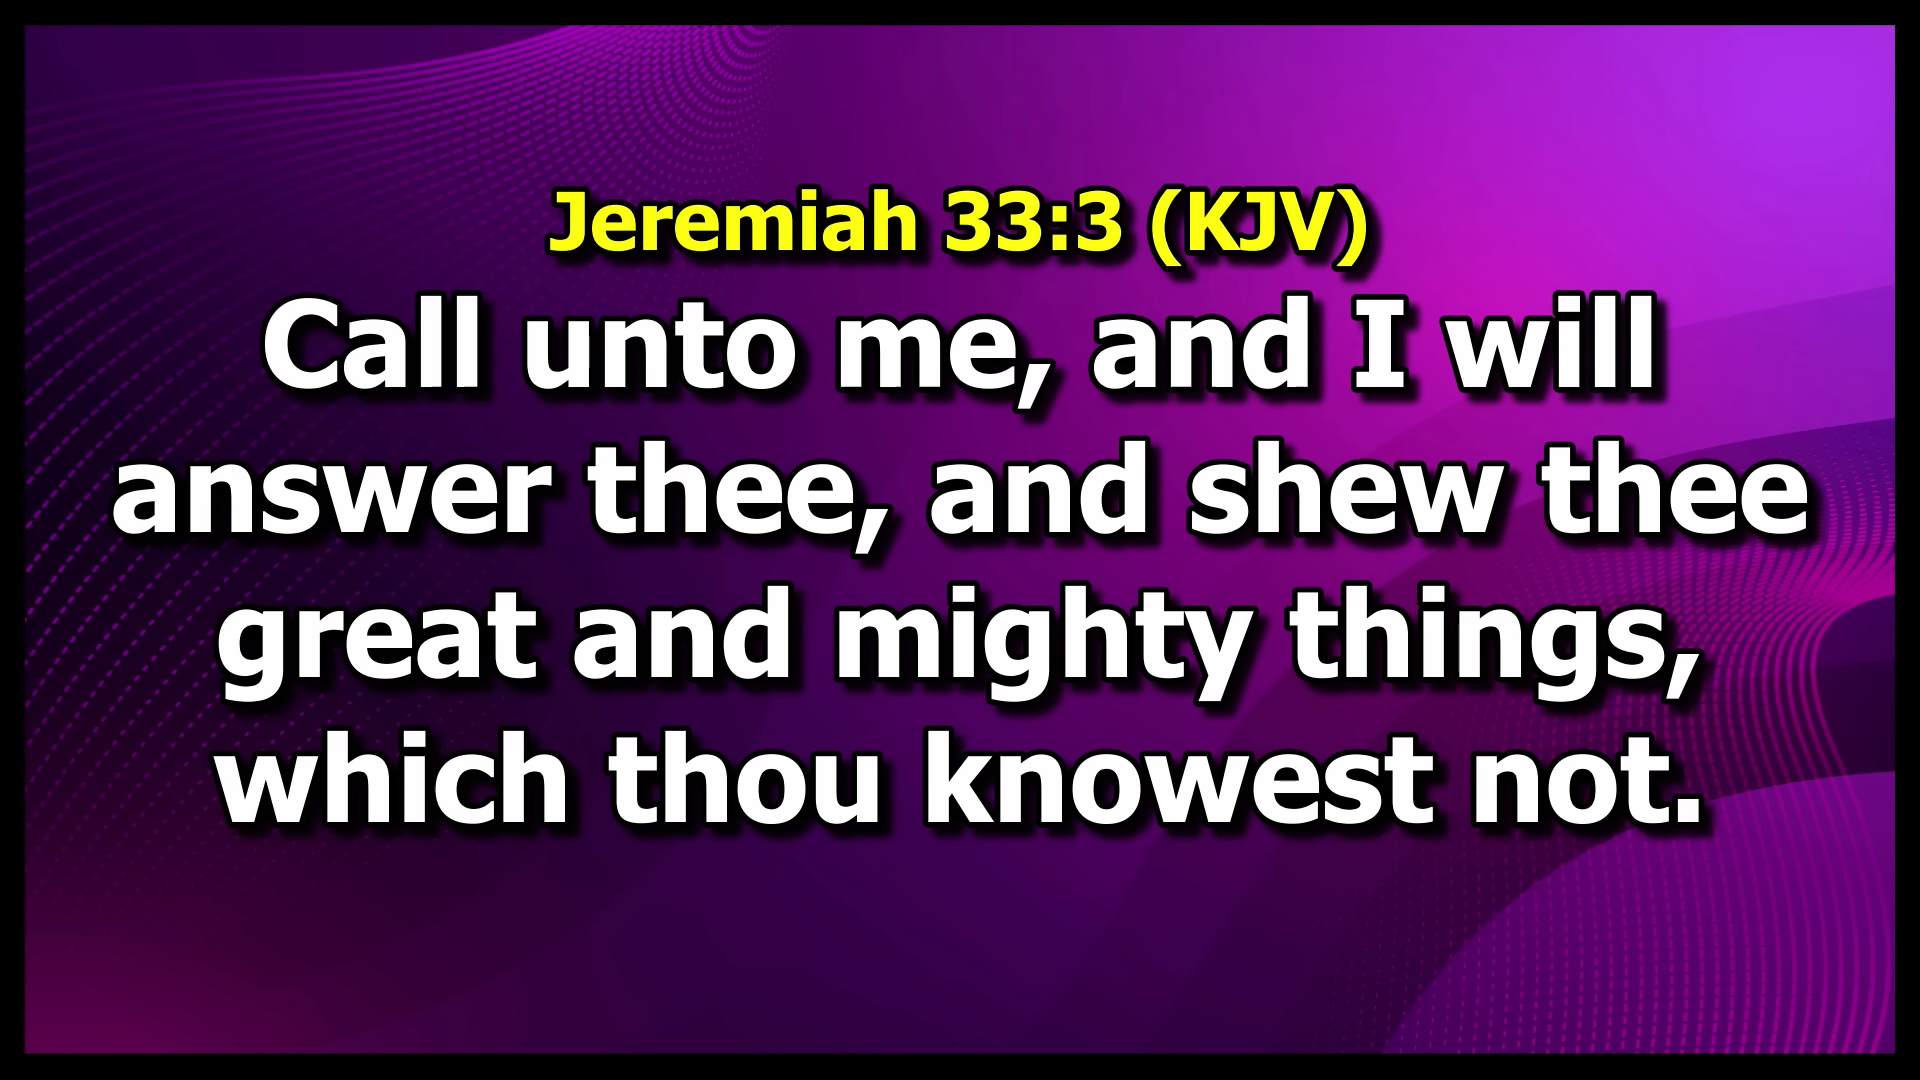 Jeremiah 33:3 (KJV)
Call unto me, and I will
answer thee, and shew thee
great and mighty things,
which thou knowest not.